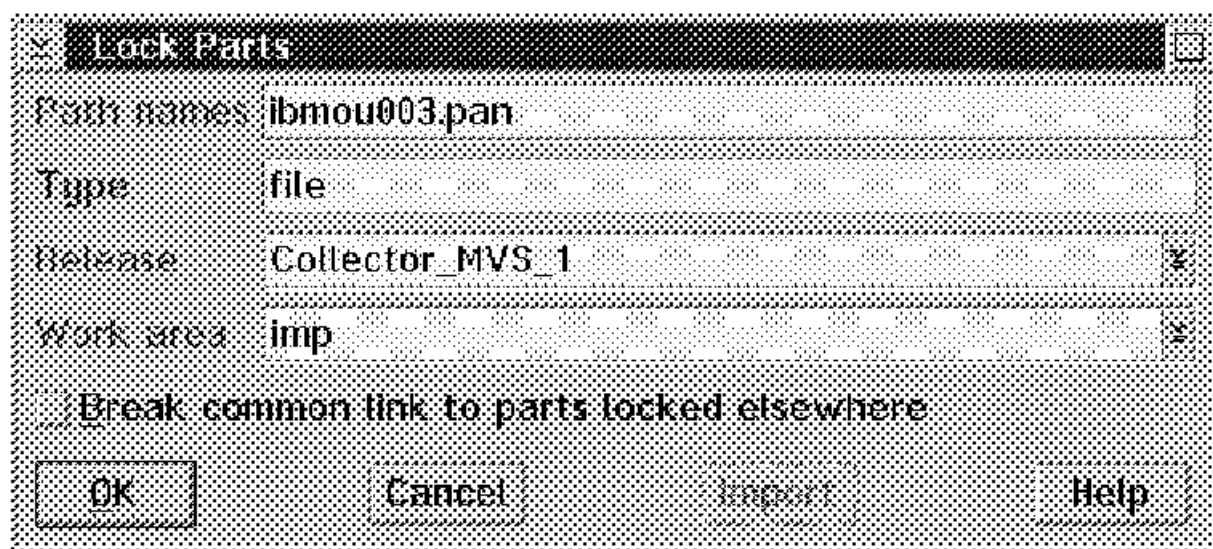 Lock Parts
Path names ibmou003.pan
Type file
Release Collector_MVS_1
Work area imp
Break common link to parts locked elsewhere
OK Cancel Import Help